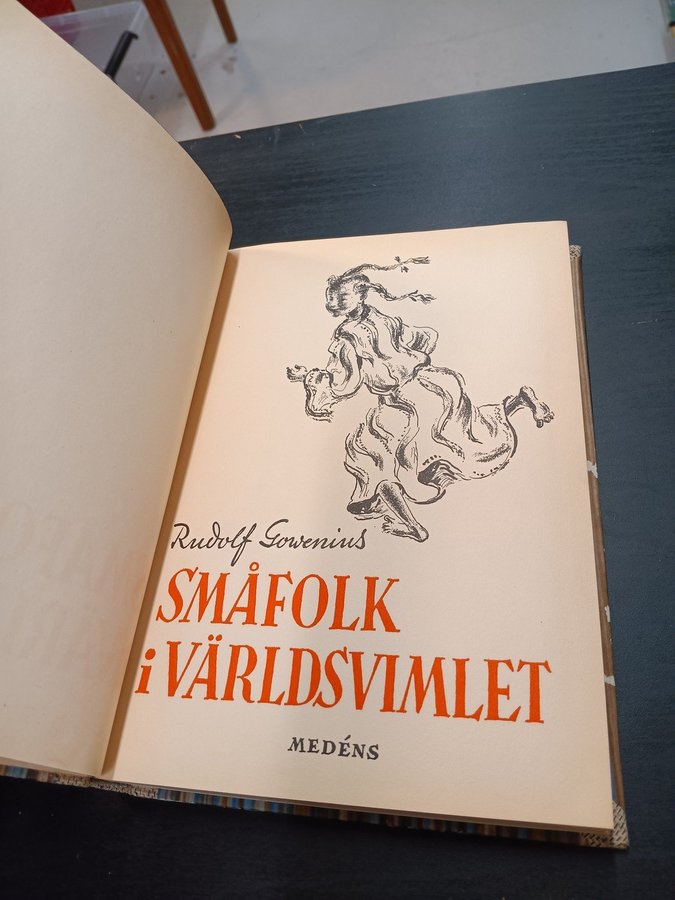 Rudolf Gowenius
SMÅFOLK
i VÄRLDSVIMLET
MEDÉNS